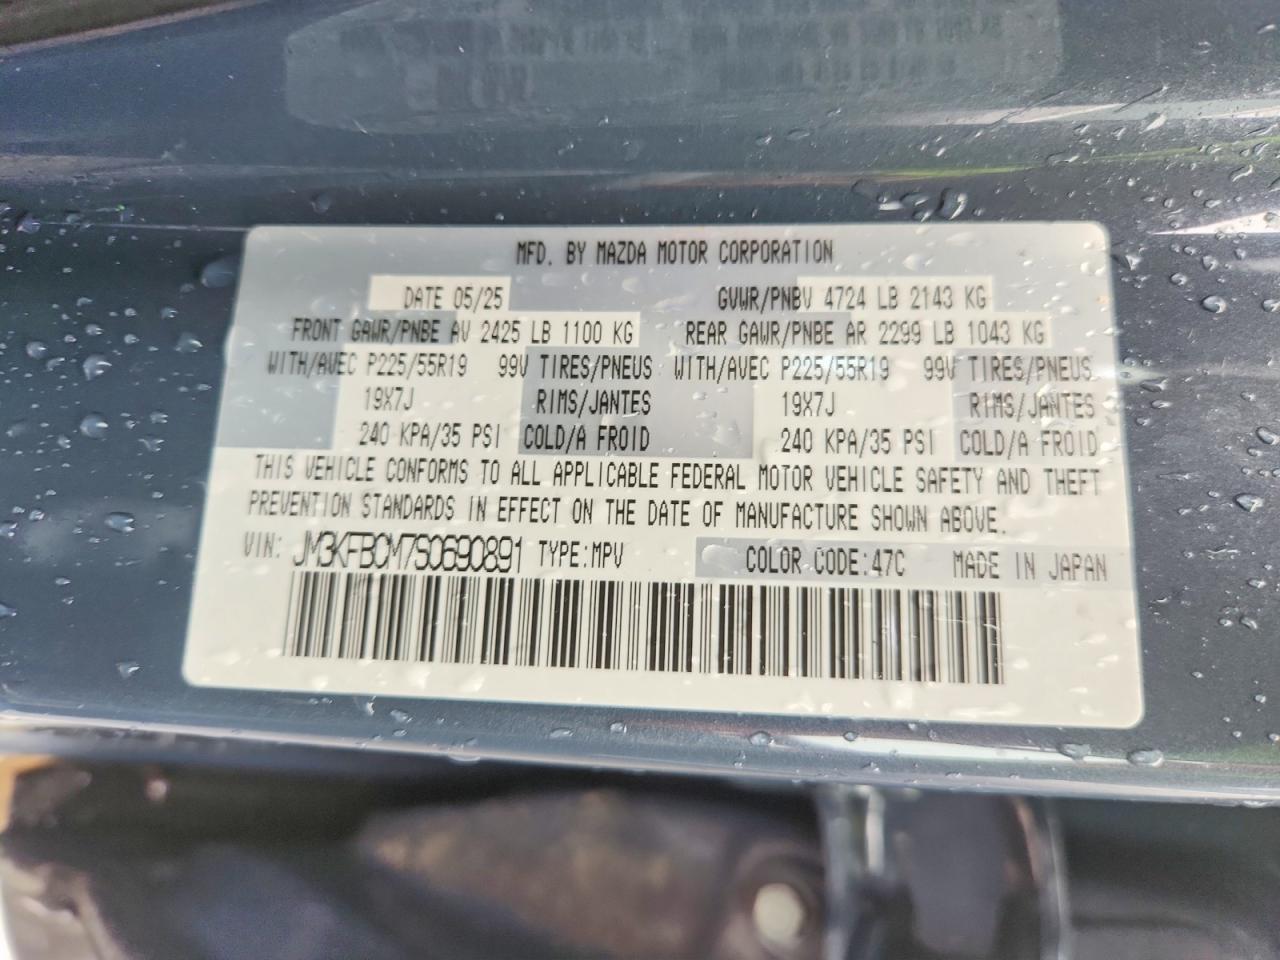 MFD. BY MAZDA MOTOR CORPORATION
DATE 05/25 GVWR/PNBV 4724 LB 2143 KG
FRONT GAWR/PNBE AV 2425 LB 1100 KG REAR GAWR/PNBE AR 2299 LB 1043 KG
WITH/AVEC P225/55R19 99V TIRES/PNEUS WITH/AVEC P225/55R19 99V TIRES/PNEUS
19X7J RIMS/JANTES 19X7J RIMS/JANTES
240 KPA/35 PSI COLD/A FROID 240 KPA/35 PSI COLD/A FROID
THIS VEHICLE CONFORMS TO ALL APPLICABLE FEDERAL MOTOR VEHICLE SAFETY AND THEFT
PREVENTION STANDARDS IN EFFECT ON THE DATE OF MANUFACTURE SHOWN ABOVE.
VIN: JM3KFBCM7S0690891 TYPE:MPV COLOR CODE:47C MADE IN JAPAN